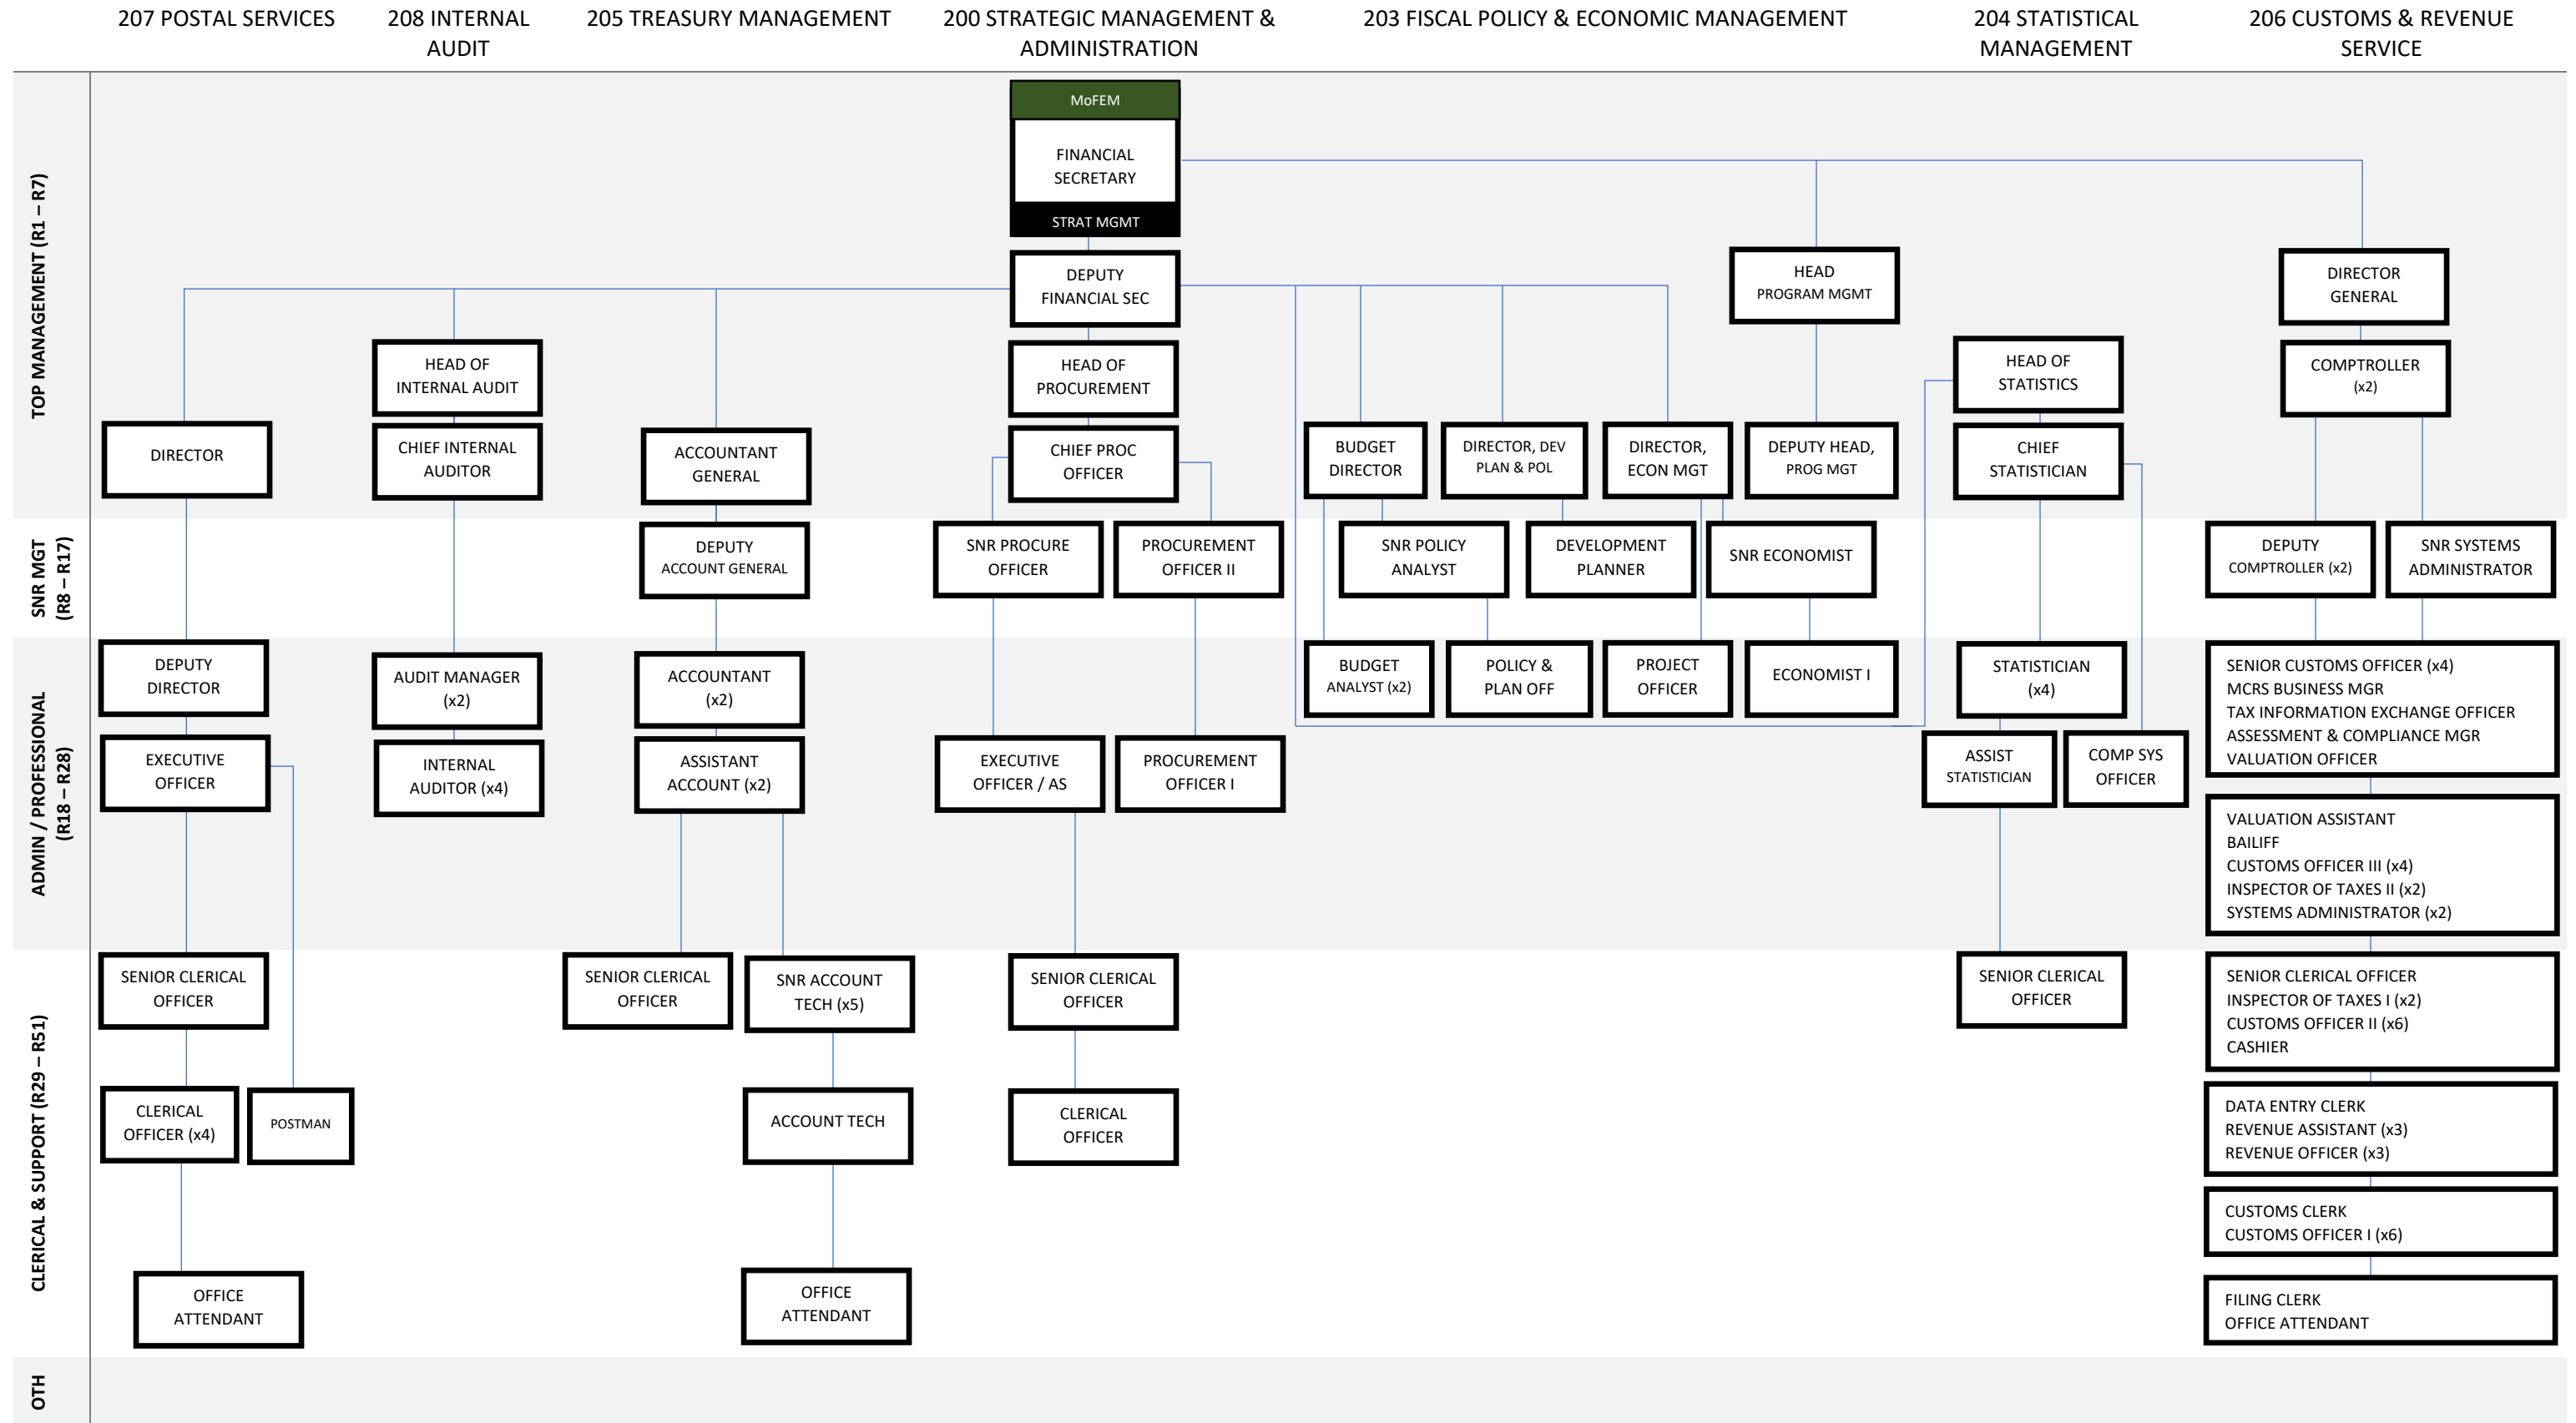 207 POSTAL SERVICES
208 INTERNAL
AUDIT
205 TREASURY MANAGEMENT
200 STRATEGIC MANAGEMENT &
ADMINISTRATION
203 FISCAL POLICY & ECONOMIC MANAGEMENT
204 STATISTICAL
MANAGEMENT
206 CUSTOMS & REVENUE
SERVICE
TOP MANAGEMENT (R1 – R7)
MoFEM
FINANCIAL
SECRETARY
STRAT MGMT
DEPUTY
FINANCIAL SEC
HEAD
PROGRAM MGMT
DIRECTOR
GENERAL
HEAD OF
INTERNAL AUDIT
HEAD OF
PROCUREMENT
HEAD OF
STATISTICS
COMPTROLLER
(x2)
DIRECTOR
CHIEF INTERNAL
AUDITOR
ACCOUNTANT
GENERAL
CHIEF PROC
OFFICER
BUDGET
DIRECTOR
DIRECTOR, DEV
PLAN & POL
DIRECTOR,
ECON MGT
DEPUTY HEAD,
PROG MGT
CHIEF
STATISTICIAN
SNR MGT
(R8 – R17)
DEPUTY
ACCOUNT GENERAL
SNR PROCURE
OFFICER
PROCUREMENT
OFFICER II
SNR POLICY
ANALYST
DEVELOPMENT
PLANNER
SNR ECONOMIST
DEPUTY
COMPTROLLER (x2)
SNR SYSTEMS
ADMINISTRATOR
ADMIN / PROFESIONAL
(R18 – R28)
DEPUTY
DIRECTOR
AUDIT MANAGER
(x2)
ACCOUNTANT
(x2)
BUDGET
ANALYST (x2)
POLICY &
PLAN OFF
PROJECT
OFFICER
ECONOMIST I
STATISTICIAN
(x4)
SENIOR CUSTOMS OFFICER (x4)
MCRS BUSINESS MGR
TAX INFORMATION EXCHANGE OFFICER
ASSESSMENT & COMPLIANCE MGR
VALUATION OFFICER
EXECUTIVE
OFFICER
INTERNAL
AUDITOR (x4)
ASSISTANT
ACCOUNT (x2)
EXECUTIVE
OFFICER / AS
PROCUREMENT
OFFICER I
ASSIST
STATISTICIAN
COMP SYS
OFFICER
VALUATION ASSISTANT
BAILIFF
CUSTOMS OFFICER III (x4)
INSPECTOR OF TAXES II (x2)
SYSTEMS ADMINISTRATOR (x2)
CLERICAL & SUPPORT (R29 – R51)
SENIOR CLERICAL
OFFICER
SENIOR CLERICAL
OFFICER
SNR ACCOUNT
TECH (x5)
SENIOR CLERICAL
OFFICER
SENIOR CLERICAL
OFFICER
SENIOR CLERICAL OFFICER
INSPECTOR OF TAXES I (x2)
CUSTOMS OFFICER II (x6)
CASHIER
CLERICAL
OFFICER (x4)
POSTMAN
ACCOUNT TECH
CLERICAL
OFFICER
DATA ENTRY CLERK
REVENUE ASSISTANT (x3)
REVENUE OFFICER (x3)
CUSTOMS CLERK
CUSTOMS OFFICER I (x6)
OFFICE
ATTENDANT
OFFICE
ATTENDANT
FILING CLERK
OFFICE ATTENDANT
OTH